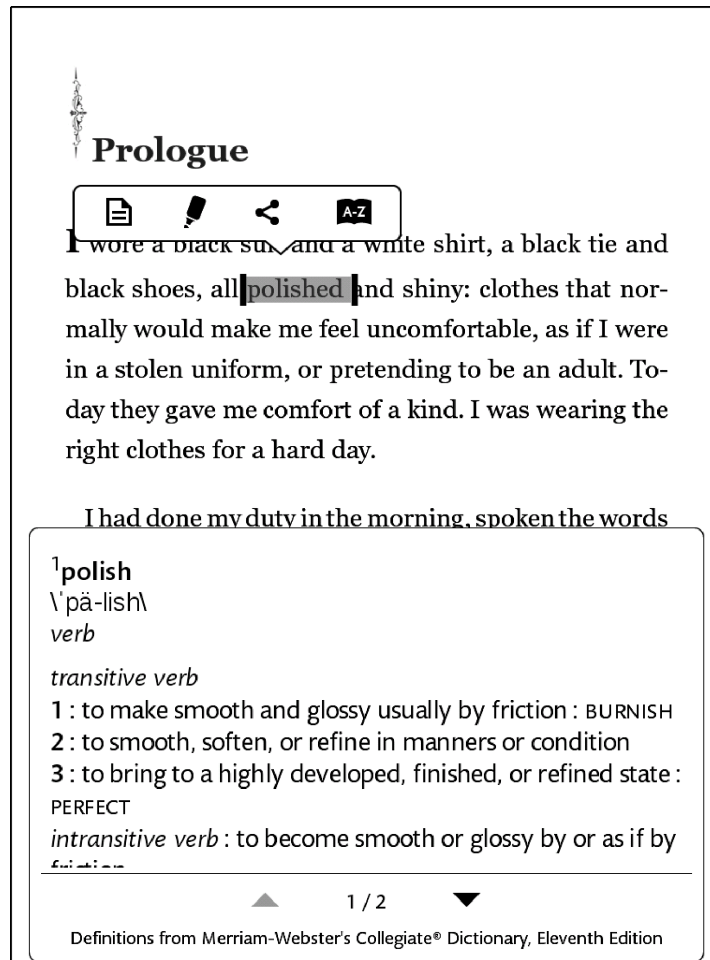 Prologue
A-Z
I wore a black suit and a white shirt, a black tie and
black shoes, all polished and shiny: clothes that nor-
mally would make me feel uncomfortable, as if I were
in a stolen uniform, or pretending to be an adult. To-
day they gave me comfort of a kind. I was wearing the
right clothes for a hard day.
I had done my duty in the morning, spoken the words
1polish
\ˈpä-lish\
verb
transitive verb
1 : to make smooth and glossy usually by friction : BURNISH
2 : to smooth, soften, or refine in manners or condition
3 : to bring to a highly developed, finished, or refined state :
PERFECT
intransitive verb : to become smooth or glossy by or as if by
friction
1 / 2
Definitions from Merriam-Webster's Collegiate® Dictionary, Eleventh Edition